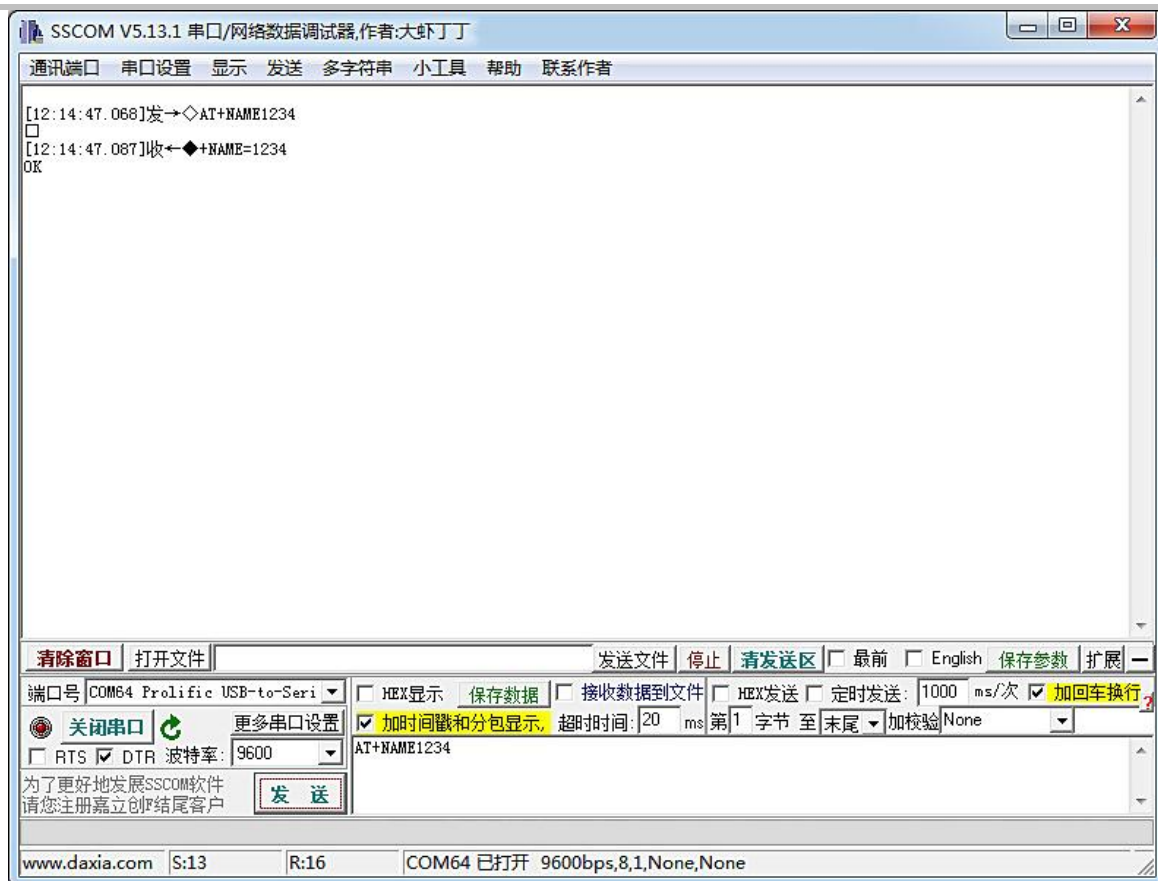 SSCOM V5.13.1 串口/网络数据调试器,作者:大虾丁丁
通讯端口 串口设置 显示 发送 多字符串 小工具 帮助 联系作者
[12:14:47.068]发→◇AT+NAME1234
□
[12:14:47.087]收←◆+NAME=1234
OK
清除窗口 打开文件 发送文件 停止 清发送区 最前 English 保存参数 扩展 —
端口号 COM64 Prolific USB-to-Seri HEX显示 保存数据 接收数据到文件 HEX发送 定时发送: 1000 ms/次 加回车换行 ?
关闭串口 更多串口设置 加时间戳和分包显示, 超时时间: 20 ms 第 1 字节 至 末尾 加校验 None
RTS DTR 波特率: 9600 AT+NAME1234
为了更好地发展SSCOM软件
请您注册嘉立创F结尾客户
发 送
www.daxia.com S:13 R:16 COM64 已打开 9600bps,8,1,None,None